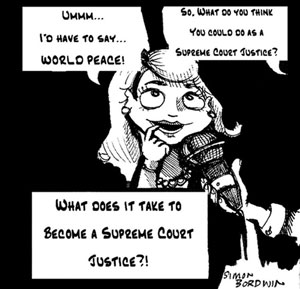 Ummm...
I'd have to say...
World Peace!
So, What do you think
You could do as a
Supreme Court Justice?
What does it take to
Become a Supreme Court
Justice?!
Simon
Bordwin